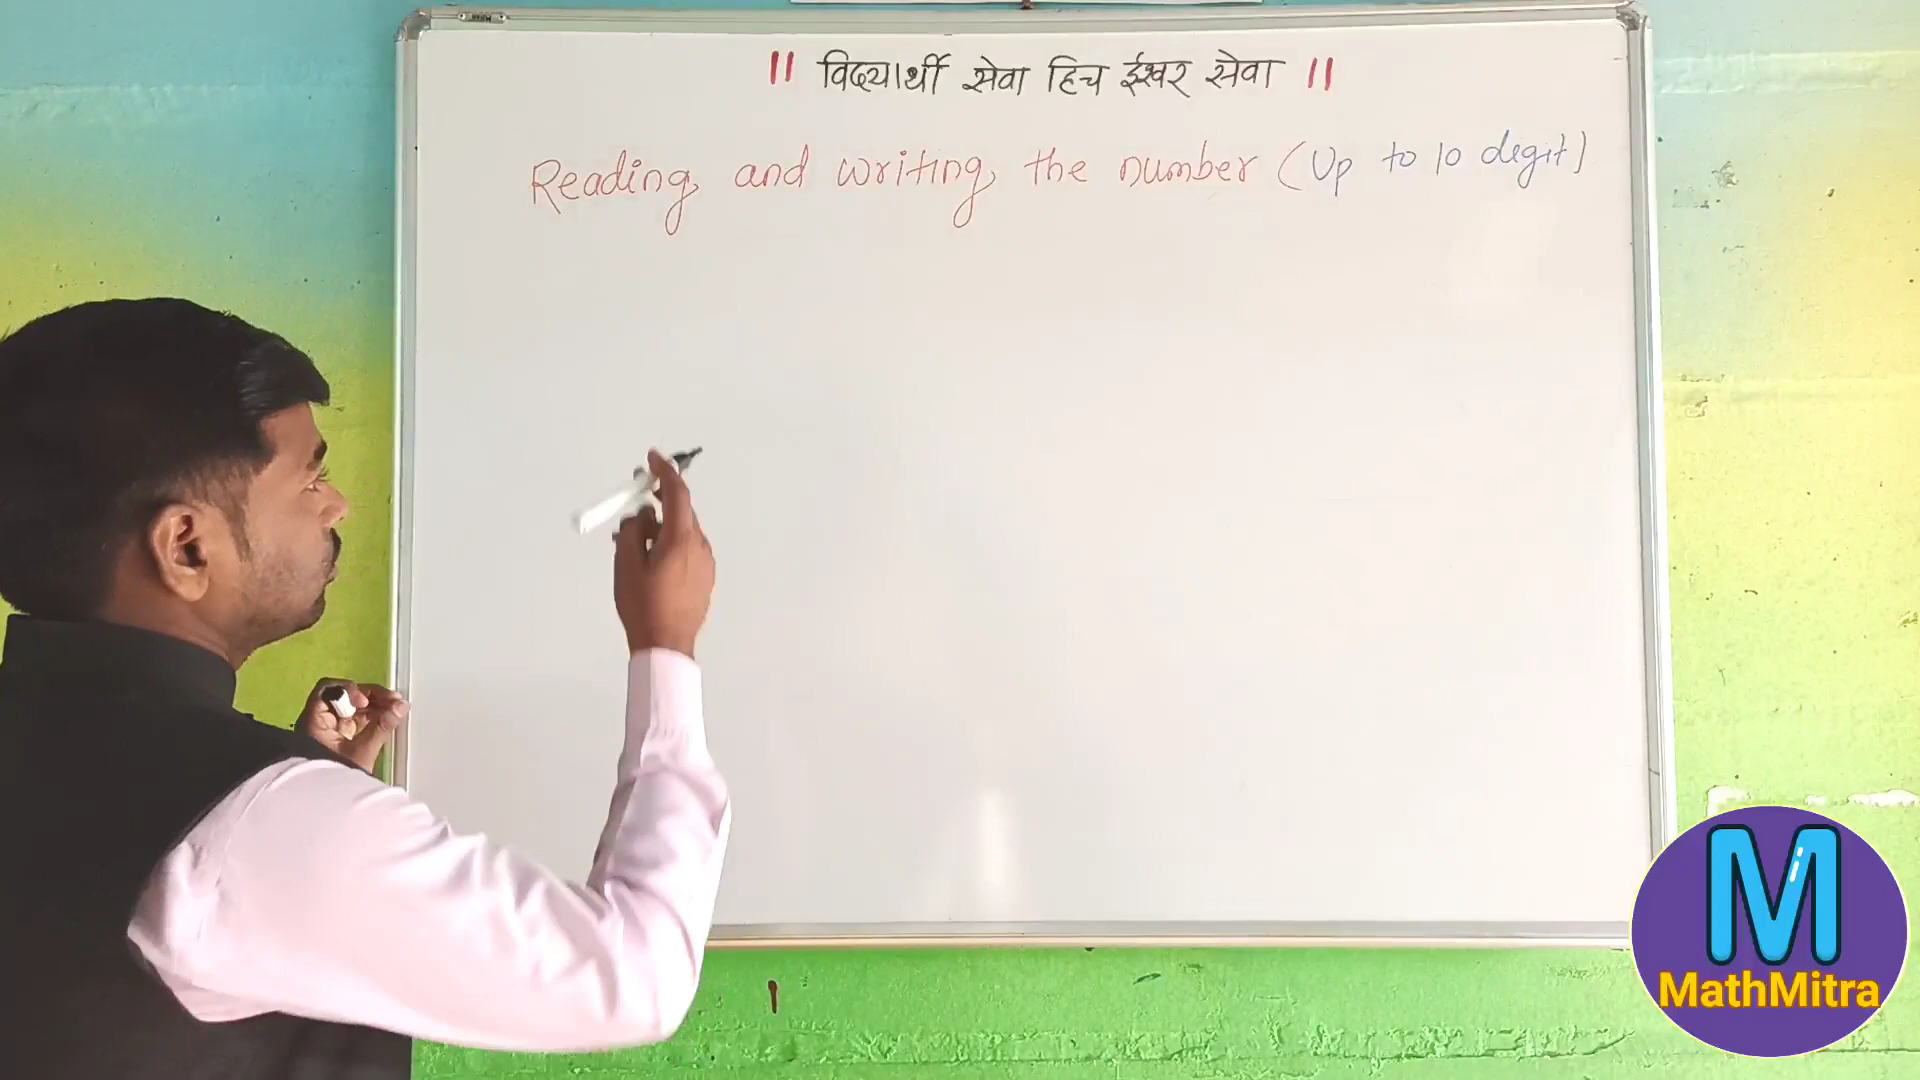 || विद्यार्थी सेवा हिच ईश्वर सेवा ||
Reading and writing the number (Up to 10 degit)
M
MathMitra